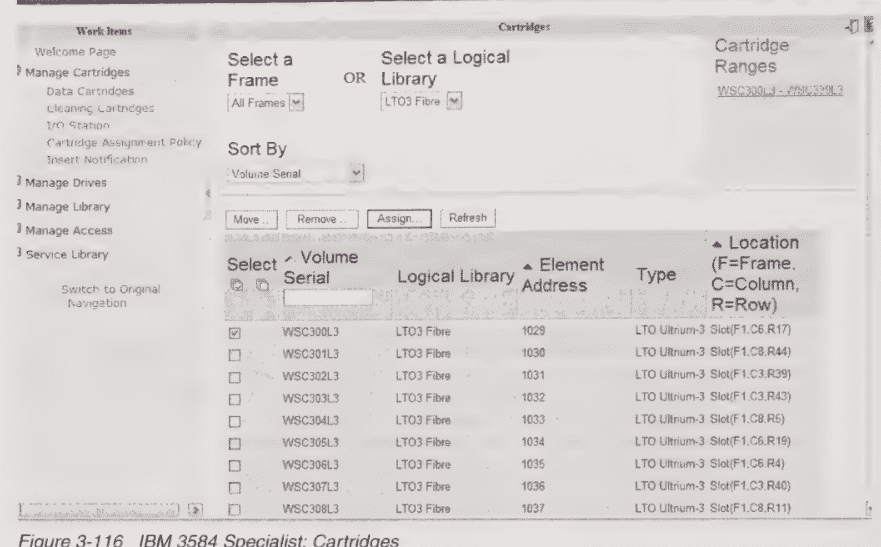 Work Items
Welcome Page
Manage Cartridges
Data Cartridges
Cleaning Cartridges
I/O Station
Cartridge Assignment Policy
Insert Notification
Manage Drives
Manage Library
Manage Access
Service Library
Switch to Original
Navigation
Cartridges
Select a
Frame
OR
Select a Logical
Library
All Frames
LTO3 Fibre
Cartridge
Ranges
WSC300L3 - WSC339L3
Sort By
Volume Serial
Move... Remove... Assign... Refresh
Select Volume Serial Logical Library Element Address Type Location (F=Frame, C=Column, R=Row)
WSC300L3 LTO3 Fibre 1029 LTO Ultrium-3 Slot(F1,C6,R17)
WSC301L3 LTO3 Fibre 1030 LTO Ultrium-3 Slot(F1,C8,R44)
WSC302L3 LTO3 Fibre 1031 LTO Ultrium-3 Slot(F1,C3,R39)
WSC303L3 LTO3 Fibre 1032 LTO Ultrium-3 Slot(F1,C3,R43)
WSC304L3 LTO3 Fibre 1033 LTO Ultrium-3 Slot(F1,C8,R5)
WSC305L3 LTO3 Fibre 1034 LTO Ultrium-3 Slot(F1,C6,R19)
WSC306L3 LTO3 Fibre 1035 LTO Ultrium-3 Slot(F1,C6,R4)
WSC307L3 LTO3 Fibre 1036 LTO Ultrium-3 Slot(F1,C3,R40)
WSC308L3 LTO3 Fibre 1037 LTO Ultrium-3 Slot(F1,C8,R11)
Figure 3-116 IBM 3584 Specialist: Cartridges